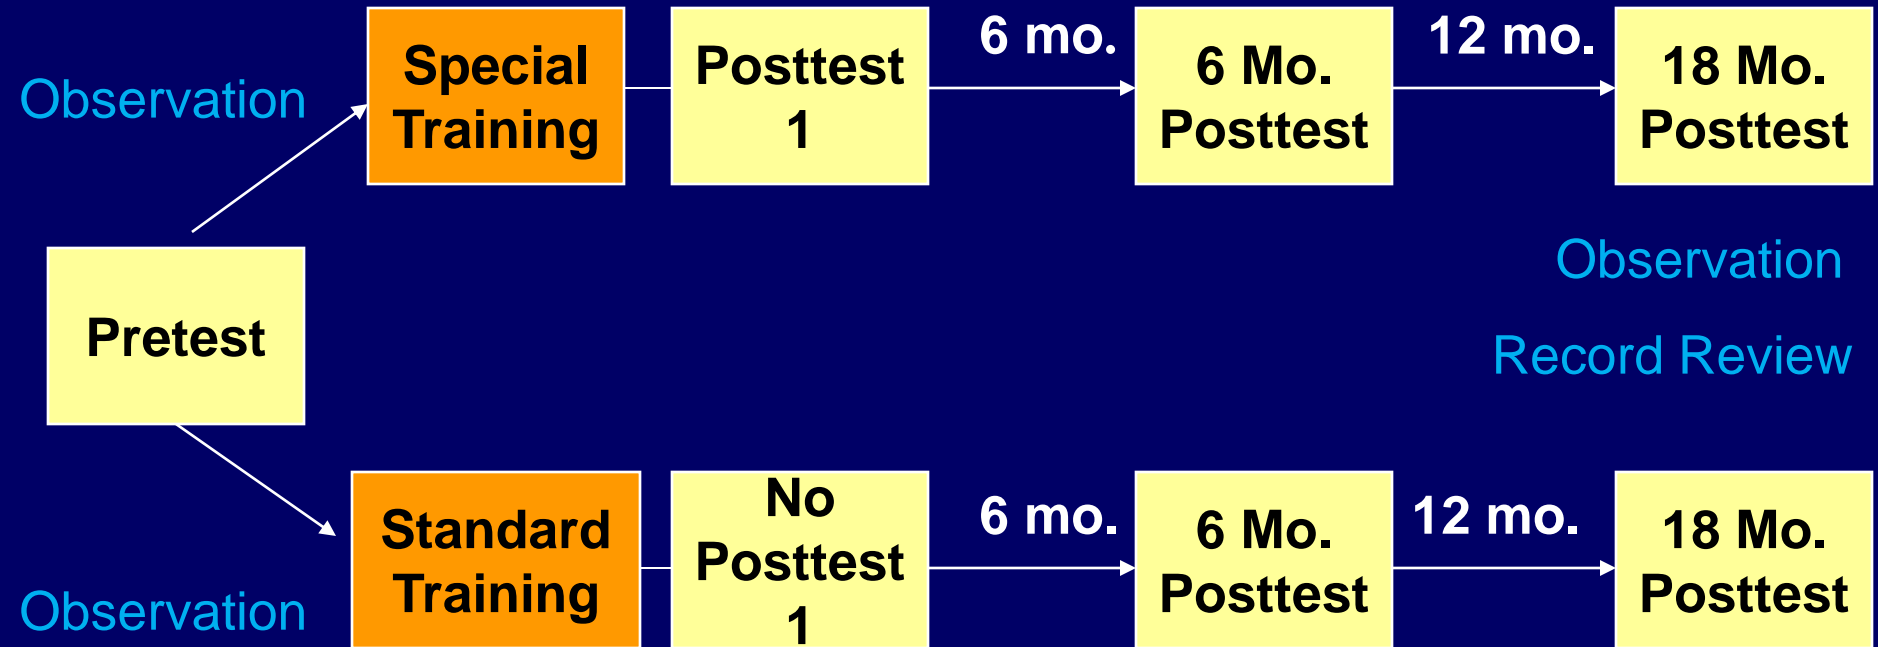 Observation
Special
Training
Posttest
1
6 mo.
6 Mo.
Posttest
12 mo.
18 Mo.
Posttest
Pretest
Observation
Record Review
Observation
Standard
Training
No
Posttest
1
6 mo.
6 Mo.
Posttest
12 mo.
18 Mo.
Posttest